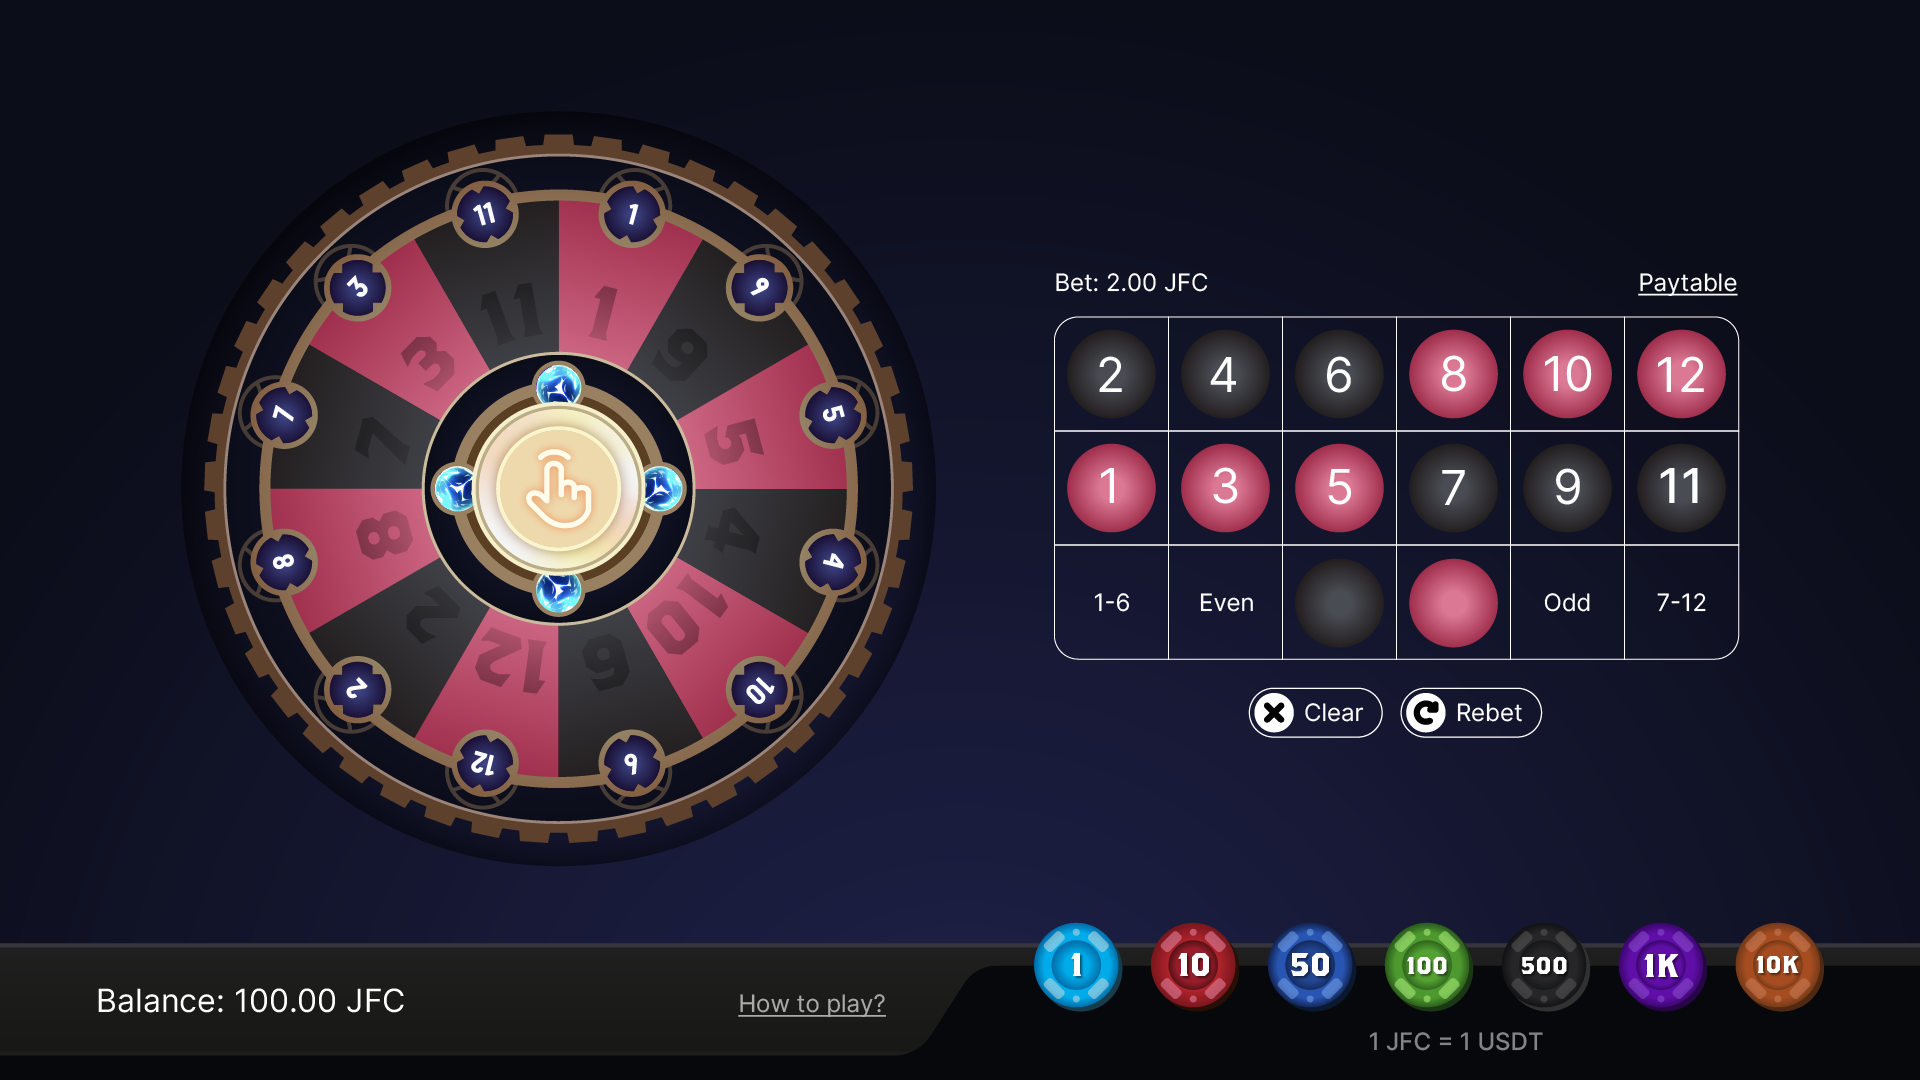 11 1
3 9
7 5
8 4
2 10
12 6
11 1
3 9
7 5
8 4
2 10
12 6
Bet: 2.00 JFC Paytable
2 4 6 8 10 12
1 3 5 7 9 11
1-6 Even Odd 7-12
Clear Rebet
Balance: 100.00 JFC How to play?
1 10 50 100 500 1K 10K
1 JFC = 1 USDT